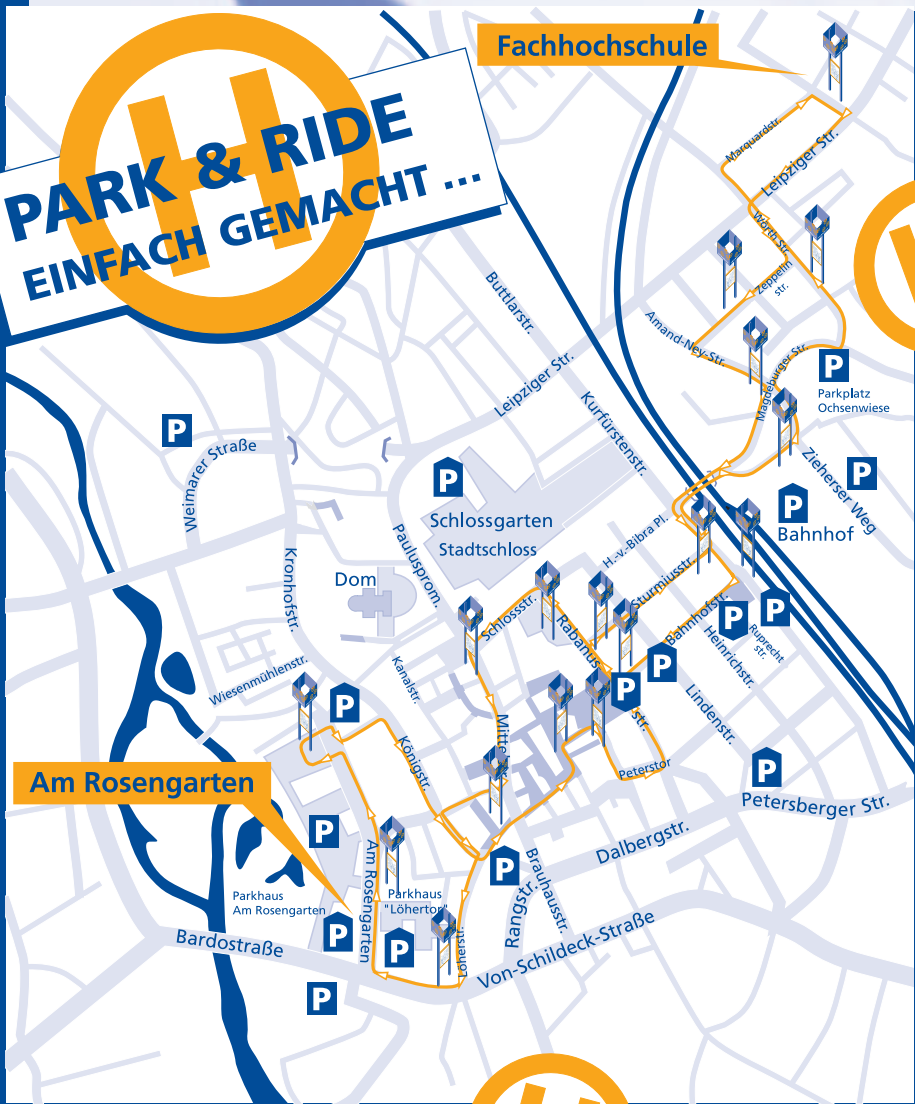 Fachhochschule
H
PARK & RIDE
EINFACH GEMACHT ...
Marquardstr.
Leipziger Str.
Wörth Str.
Zeppelin
str.
Amand-Ney-Str.
Magdeburger Str.
P
Parkplatz
Ochsenwiese
Buttlarstr.
Leipziger Str.
Kurfürstenstr.
P
Weimarer Straße
Zieherser Weg
P
P
Schlossgarten
Stadtschloss
P
Bahnhof
H.-v.-Bibra Pl.
Pauluspro​m.
Kronhofstr.
Dom
Schlossstr.
Sturmiusstr.
Rabanus
str.
Bahnhofstr.
P
P
Ruprecht
str.
Heinrichstr.
P
P
Lindenstr.
Wiesenmühlenstr.
Kanalstr.
P
Königstr.
Peterstor
P
Petersberger Str.
Am Rosengarten
P
Am Rosengarten
Dalbergstr.
P
Brauhausstr.
Rangstr.
Parkhaus
Am Rosengarten
Parkhaus
"Löhertor"
P
P
Löherstr.
Bardostraße
Von-Schildeck-Straße
P